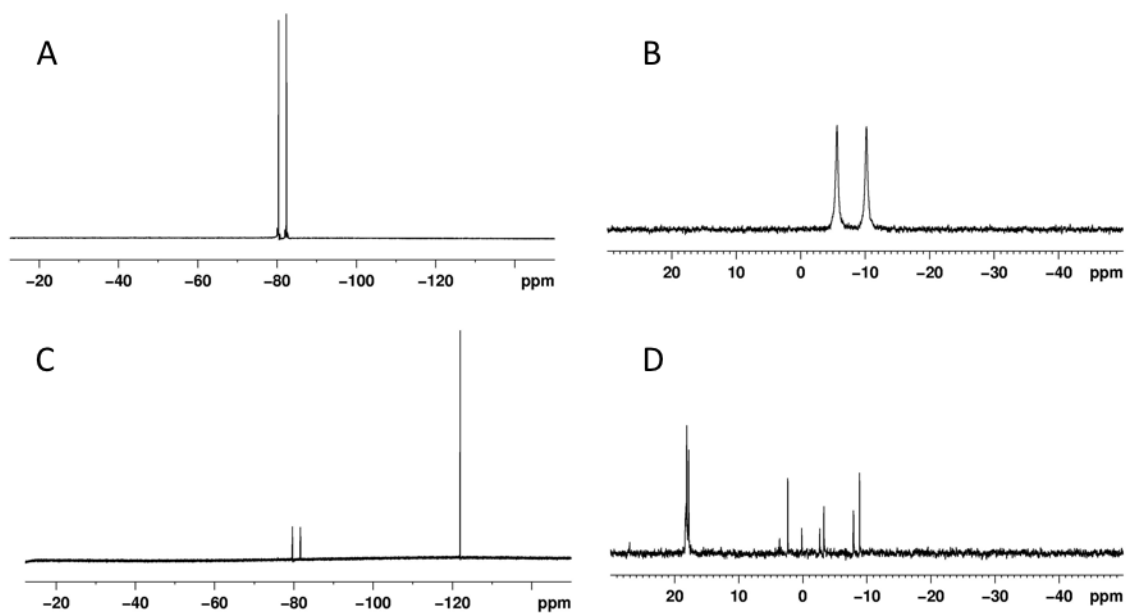 A
−20 −40 −60 −80 −100 −120 ppm
B
20 10 0 −10 −20 −30 −40 ppm
C
−20 −40 −60 −80 −100 −120 ppm
D
20 10 0 −10 −20 −30 −40 ppm